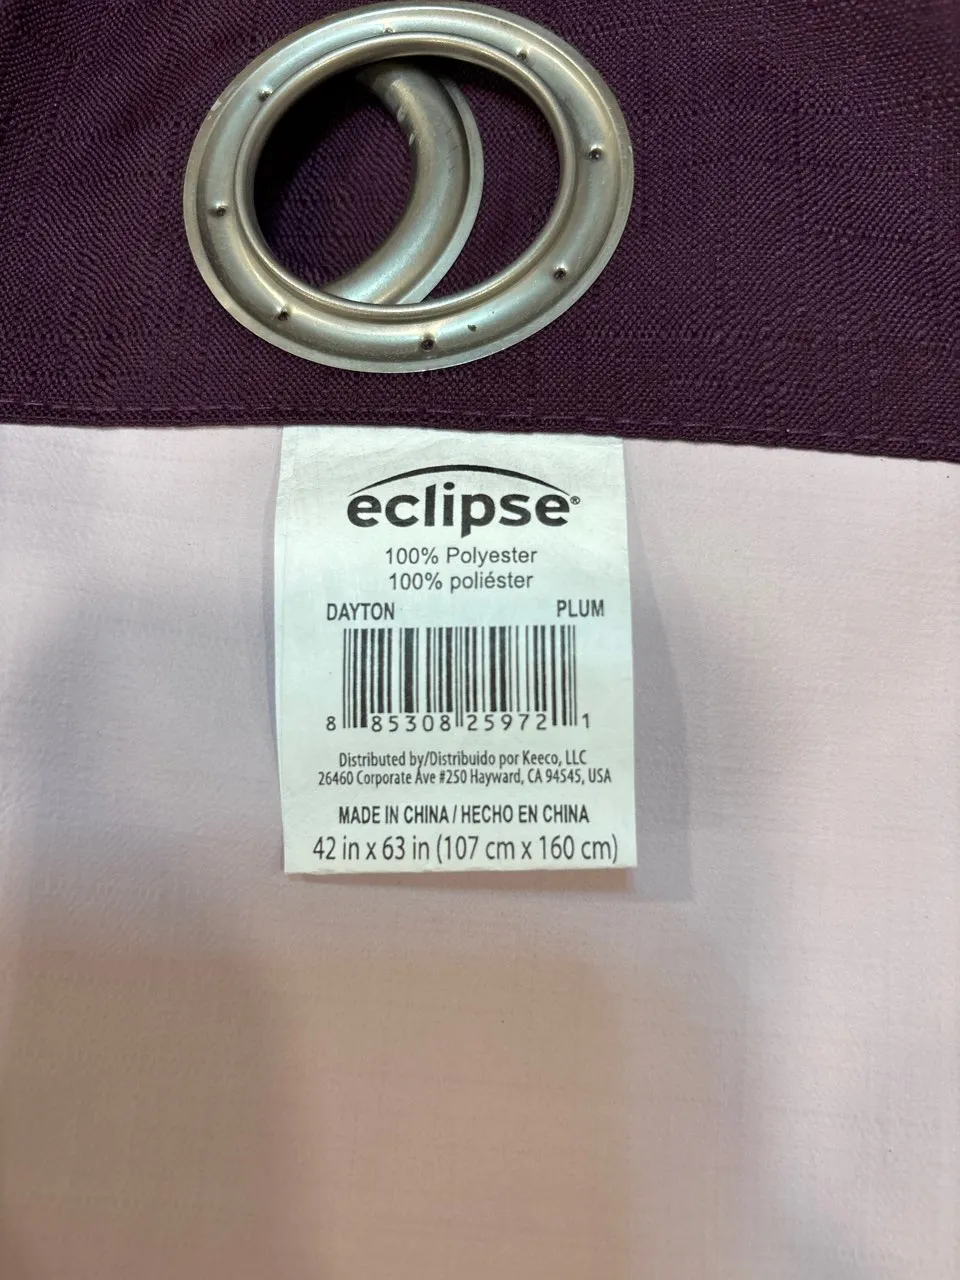 eclipse®
100% Polyester
100% poliéster
DAYTON PLUM
8 85308 25972 1
Distributed by/Distribuido por Keeco, LLC
26460 Corporate Ave #250 Hayward, CA 94545, USA
MADE IN CHINA / HECHO EN CHINA
42 in x 63 in (107 cm x 160 cm)